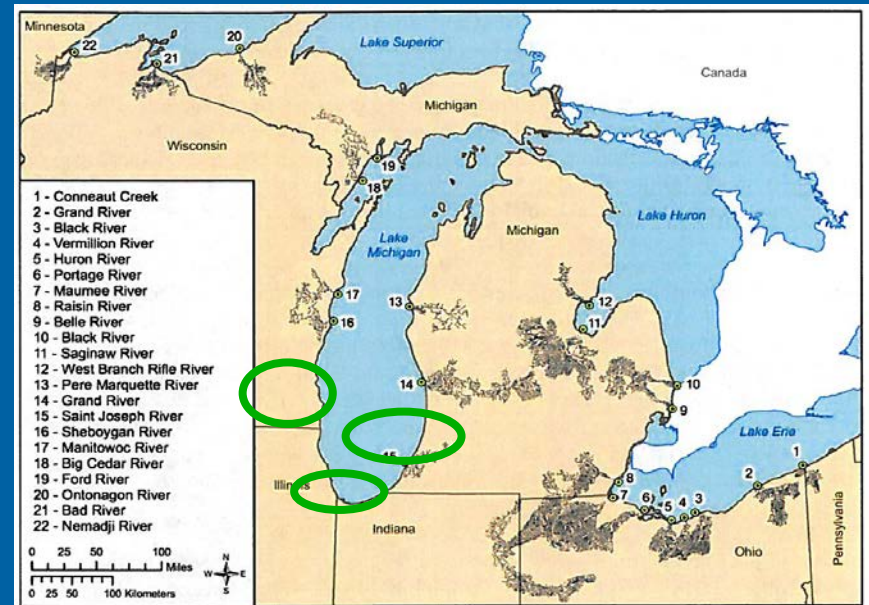 Minnesota
22
21
20
Lake Superior
Canada
Michigan
Wisconsin
19
18
Lake Huron
Lake
Michigan
Michigan
1 - Conneaut Creek
2 - Grand River
3 - Black River
4 - Vermillion River
5 - Huron River
6 - Portage River
7 - Maumee River
8 - Raisin River
9 - Belle River
10 - Black River
11 - Saginaw River
12 - West Branch Rifle River
13 - Pere Marquette River
14 - Grand River
15 - Saint Joseph River
16 - Sheboygan River
17 - Manitowoc River
18 - Big Cedar River
19 - Ford River
20 - Ontonagon River
21 - Bad River
22 - Nemadji River
17
13
12
16
11
14
10
9
15
Lake Erie
1
8
2
7
6
5
4
3
Illinois
Indiana
Ohio
Pennsylvania
0 25 50 100
Miles
0 25 50 100 Kilometers
N
W
E
S